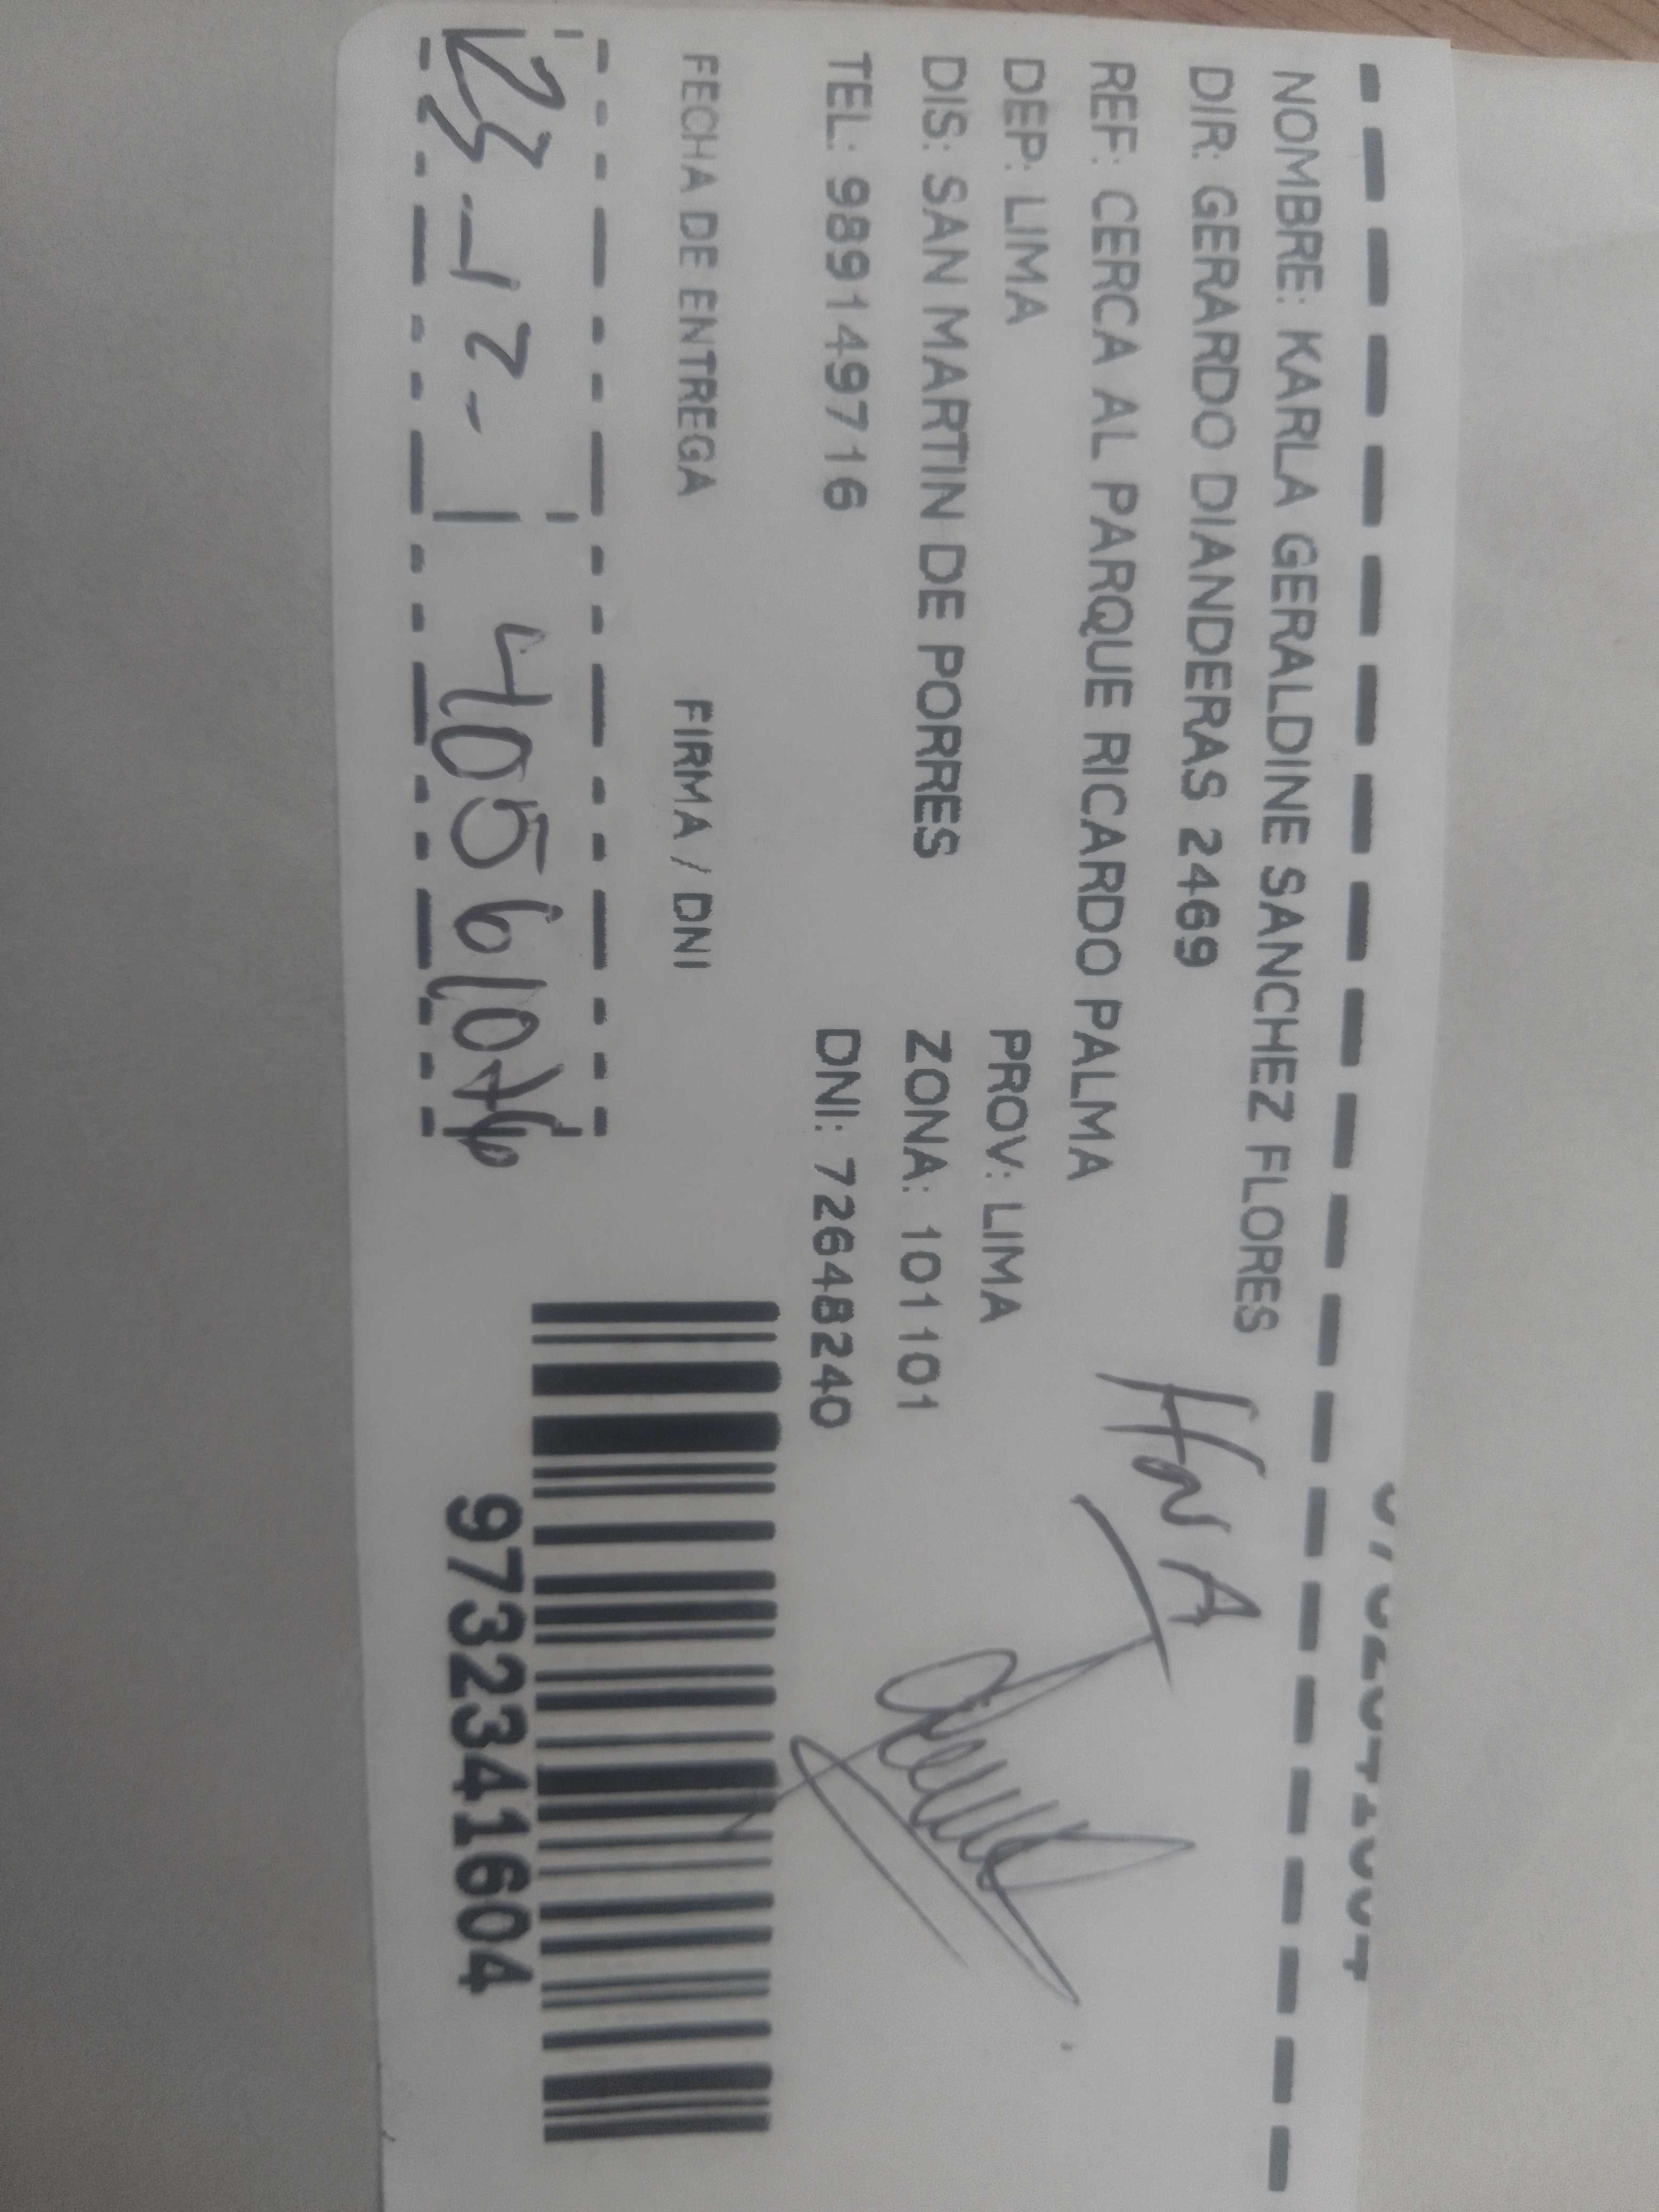 NOMBRE: KARLA GERALDINE SANCHEZ FLORES
DIR: GERARDO DIANDERAS 2469
HNA
REF: CERCA AL PARQUE RICARDO PALMA
DEP: LIMA PROV: LIMA
DIS: SAN MARTIN DE PORRES ZONA: 101101
TEL: 989149716 DNI: 72648240
FECHA DE ENTREGA FIRMA / DNI
23-12- 40561076
9732341604